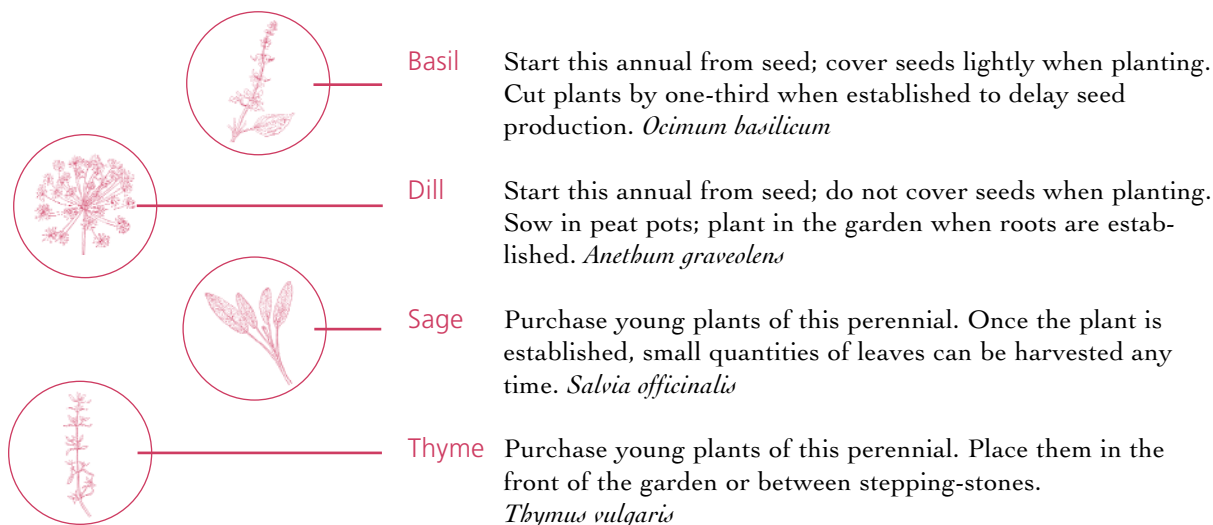 Basil Start this annual from seed; cover seeds lightly when planting.
Cut plants by one-third when established to delay seed
production. Ocimum basilicum
Dill Start this annual from seed; do not cover seeds when planting.
Sow in peat pots; plant in the garden when roots are estab-
lished. Anethum graveolens
Sage Purchase young plants of this perennial. Once the plant is
established, small quantities of leaves can be harvested any
time. Salvia officinalis
Thyme Purchase young plants of this perennial. Place them in the
front of the garden or between stepping-stones.
Thymus vulgaris